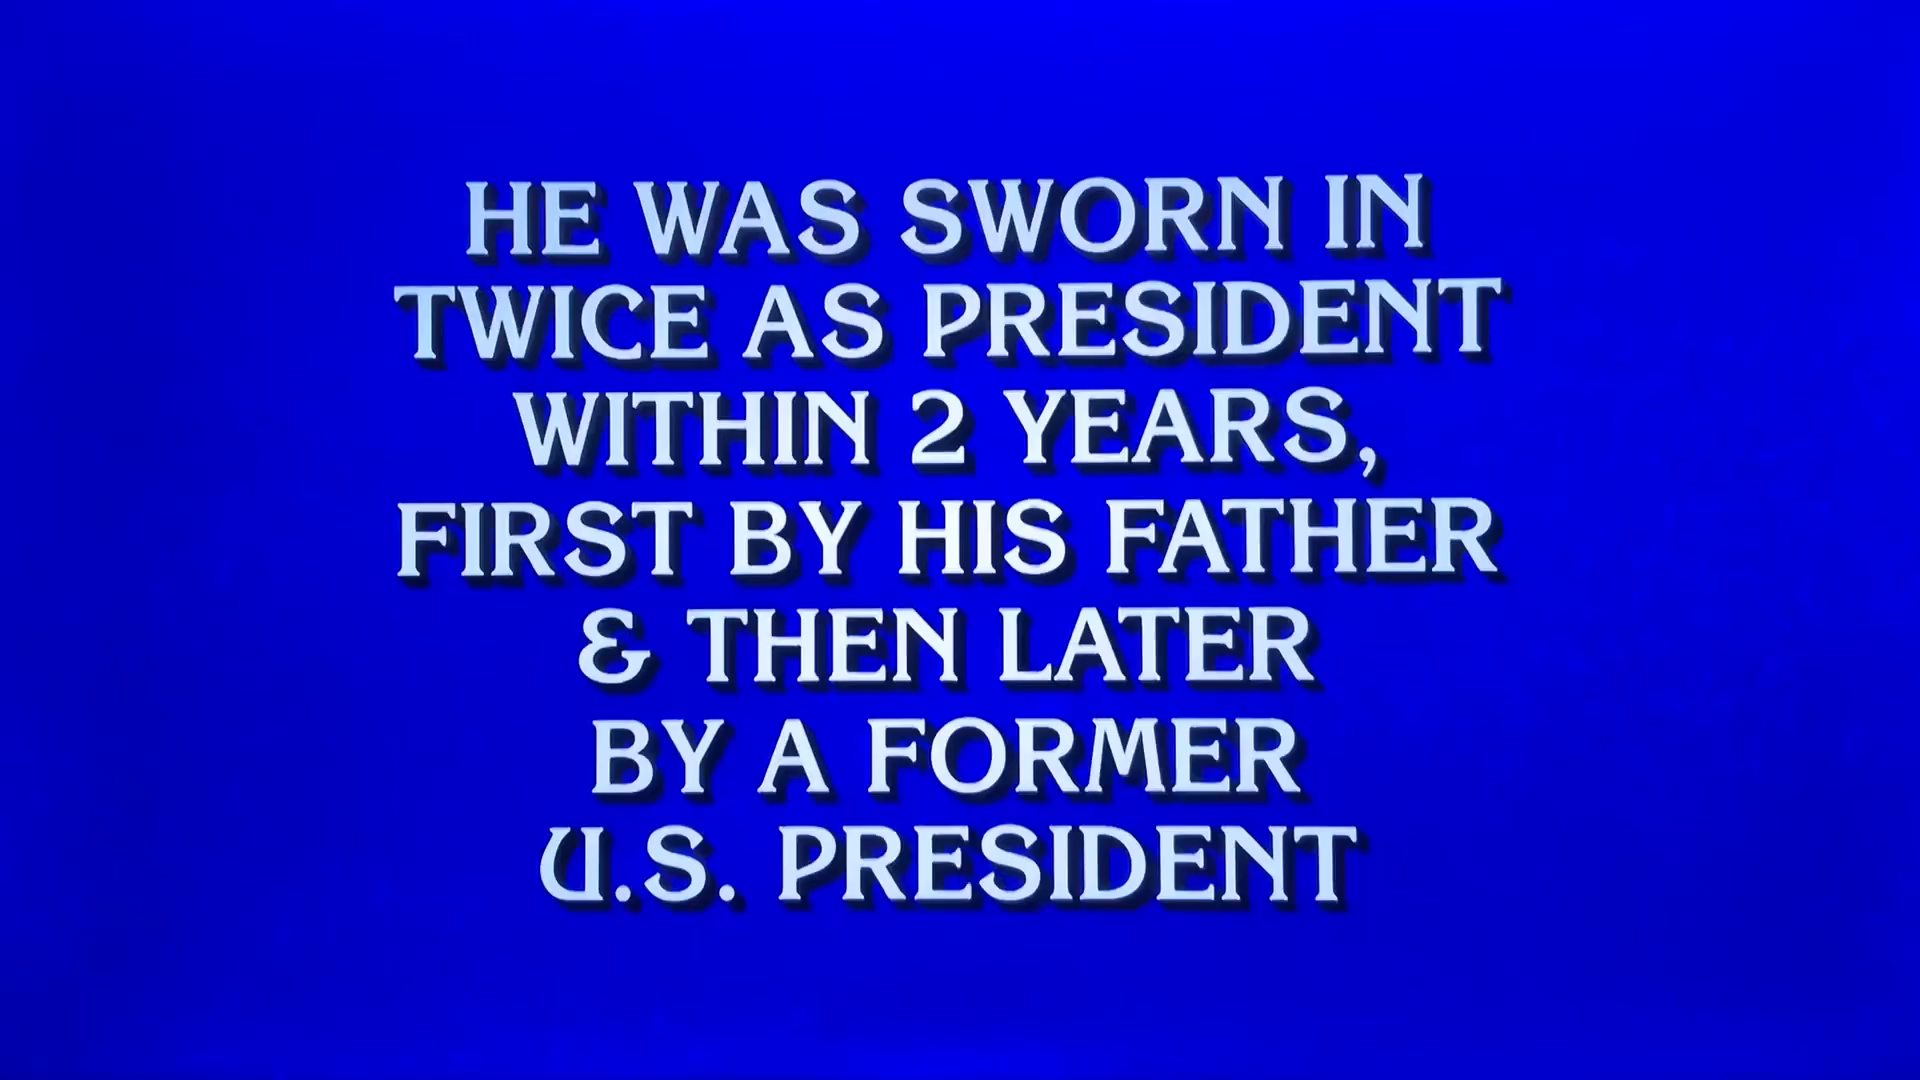 HE WAS SWORN IN
TWICE AS PRESIDENT
WITHIN 2 YEARS,
FIRST BY HIS FATHER
& THEN LATER
BY A FORMER
U.S. PRESIDENT